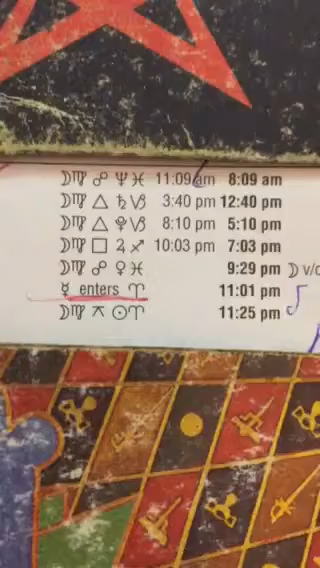 ☽♍ ☍ ♆♓ 11:09 am 8:09 am
☽♍ △ ♄♑ 3:40 pm 12:40 pm
☽♍ △ ♇♑ 8:10 pm 5:10 pm
☽♍ □ ♃♐ 10:03 pm 7:03 pm
☽♍ ☍ ♀♓ 9:29 pm ☽ v/c
☿ enters ♈ 11:01 pm
☽♍ ⚻ ☉♈ 11:25 pm